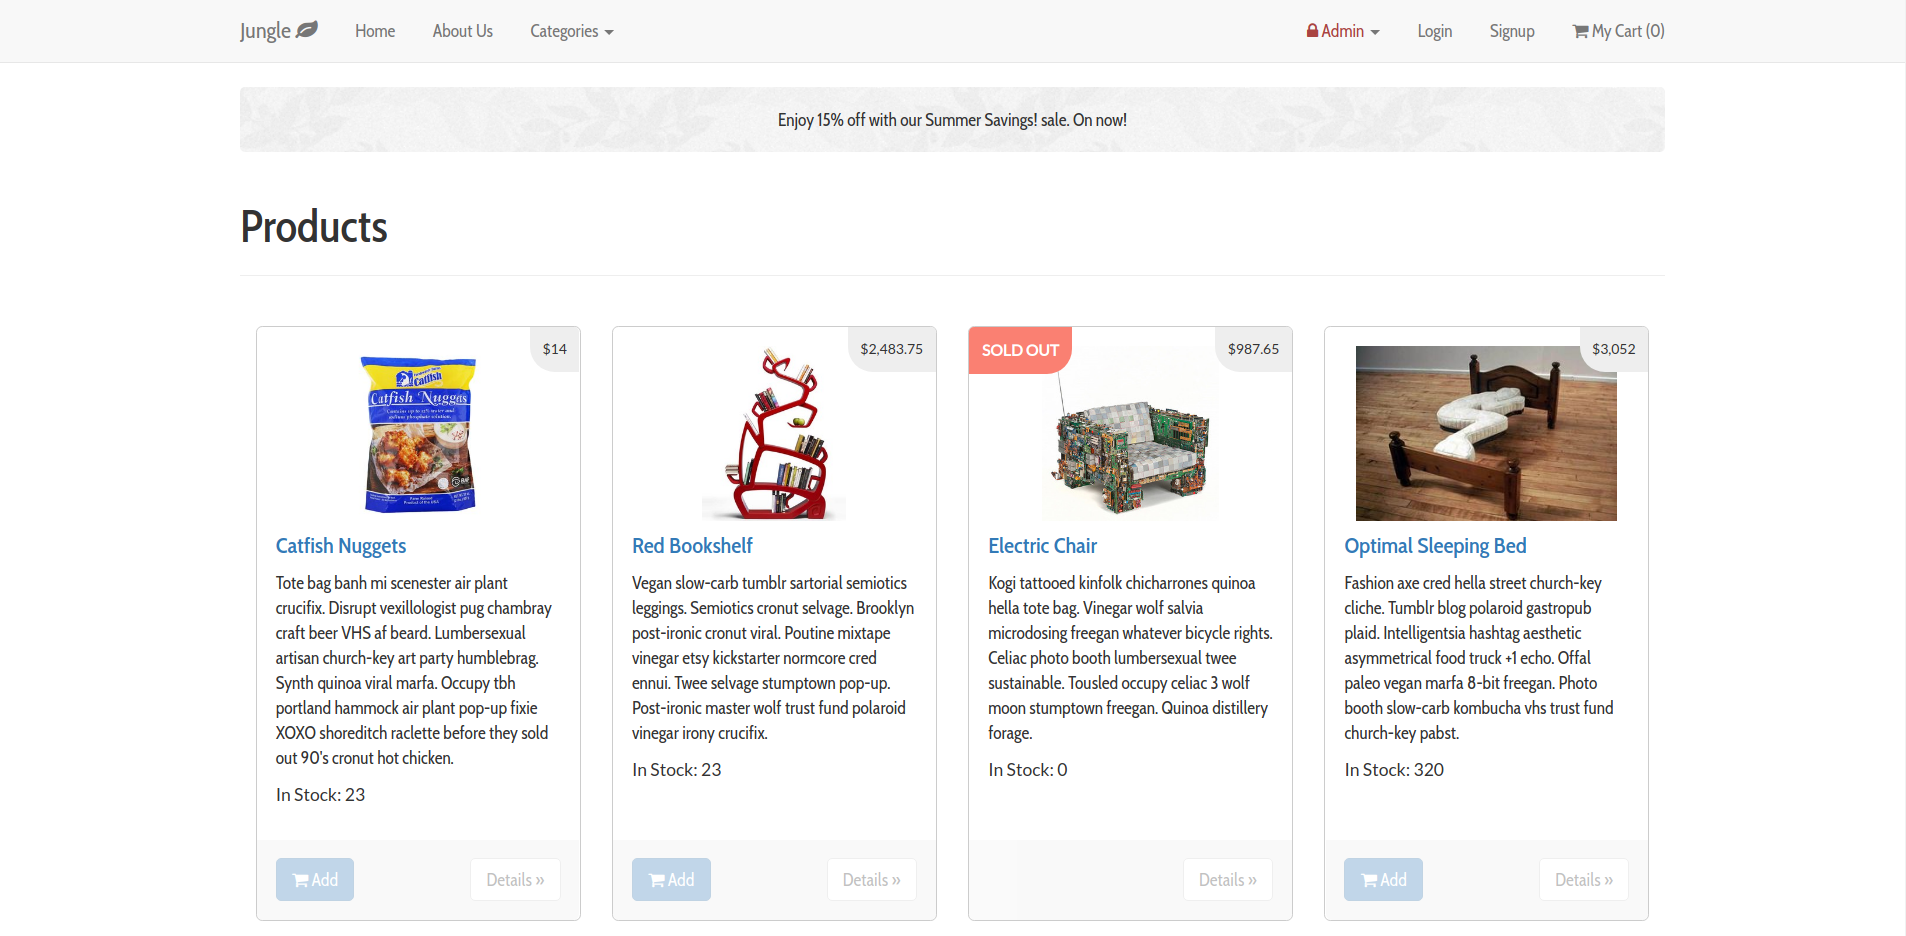 Jungle Home About Us Categories Admin Login Signup My Cart (0)
Enjoy 15% off with our Summer Savings! sale. On now!
Products
$14
Catfish
Catfish Nuggets
Catfish Nuggets
Tote bag banh mi scenester air plant
crucifix. Disrupt vexillologist pug chambray
craft beer VHS af beard. Lumbersexual
artisan church-key art party humblebrag.
Synth quinoa viral marfa. Occupy tbh
portland hammock air plant pop-up fixie
XOXO shoreditch raclette before they sold
out 90's cronut hot chicken.
In Stock: 23
Add Details »
$2,483.75
Red Bookshelf
Vegan slow-carb tumblr sartorial semiotics
leggings. Semiotics cronut selvage. Brooklyn
post-ironic cronut viral. Poutine mixtape
vinegar etsy kickstarter normcore cred
ennui. Twee selvage stumptown pop-up.
Post-ironic master wolf trust fund polaroid
vinegar irony crucifix.
In Stock: 23
Add Details »
SOLD OUT $987.65
Electric Chair
Kogi tattooed kinfolk chicharrones quinoa
hella tote bag. Vinegar wolf salvia
microdosing freegan whatever bicycle rights.
Celiac photo booth lumbersexual twee
sustainable. Tousled occupy celiac 3 wolf
moon stumptown freegan. Quinoa distillery
forage.
In Stock: 0
Details »
$3,052
Optimal Sleeping Bed
Fashion axe cred hella street church-key
cliche. Tumblr blog polaroid gastropub
plaid. Intelligentsia hashtag aesthetic
asymmetrical food truck +1 echo. Offal
paleo vegan marfa 8-bit freegan. Photo
booth slow-carb kombucha vhs trust fund
church-key pabst.
In Stock: 320
Add Details »